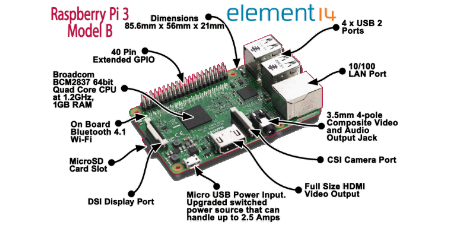 Raspberry Pi 3
Model B
Dimensions
85.6mm x 56mm x 21mm
element14
4 x USB 2
Ports
40 Pin
Extended GPIO
10/100
LAN Port
Broadcom
BCM2837 64bit
Quad Core CPU
at 1.2GHz,
1GB RAM
3.5mm 4-pole
Composite Video
and Audio
Output Jack
On Board
Bluetooth 4.1
Wi-Fi
CSI Camera Port
MicroSD
Card Slot
Full Size HDMI
Video Output
DSI Display Port
Micro USB Power Input.
Upgraded switched
power source that can
handle up to 2.5 Amps